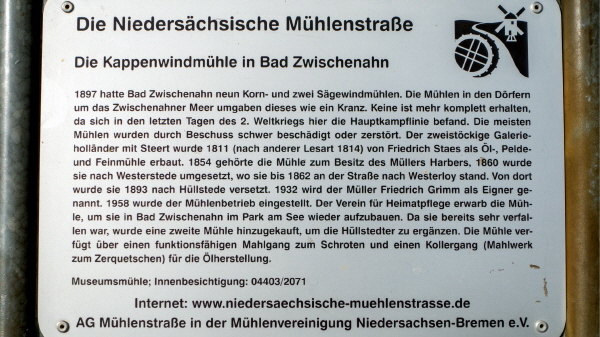 Die Niedersächsische Mühlenstraße
Die Kappenwindmühle in Bad Zwischenahn
1897 hatte Bad Zwischenahn neun Korn- und zwei Sägewindmühlen. Die Mühlen in den Dörfern
um das Zwischenahner Meer umgaben dieses wie ein Kranz. Keine ist mehr komplett erhalten,
da sich in den letzten Tagen des 2. Weltkriegs hier die Hauptkampflinie befand. Die meisten
Mühlen wurden durch Beschuss schwer beschädigt oder zerstört. Der zweistöckige Galerie-
holländer mit Steert wurde 1811 (nach anderer Lesart 1814) von Friedrich Staes als Öl-, Pelde-
und Feinmühle erbaut. 1854 gehörte die Mühle zum Besitz des Müllers Harbers, 1860 wurde
sie nach Westerstede umgesetzt, wo sie bis 1862 an der Straße nach Westerloy stand. Von dort
wurde sie 1893 nach Hüllstede versetzt. 1932 wird der Müller Friedrich Grimm als Eigner ge-
nannt. 1958 wurde der Mühlenbetrieb eingestellt. Der Verein für Heimatpflege erwarb die Müh-
le, um sie in Bad Zwischenahn im Park am See wieder aufzubauen. Da sie bereits sehr verfal-
len war, wurde eine zweite Mühle hinzugekauft, um die Hüllstedter zu ergänzen. Die Mühle ver-
fügt über einen funktionsfähigen Mahlgang zum Schroten und einen Kollergang (Mahlwerk
zum Zerquetschen) für die Ölherstellung.
Museumsmühle; Innenbesichtigung: 04403/2071
Internet: www.niedersaechsische-muehlenstrasse.de
AG Mühlenstraße in der Mühlenvereinigung Niedersachsen-Bremen e.V.